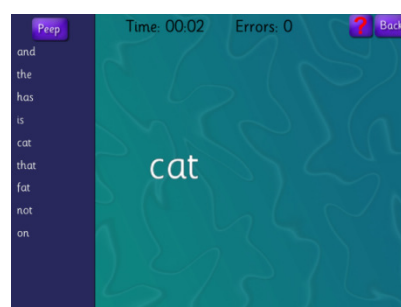 Peep
Time: 00:02 Errors: 0
? Back
and
the
has
is
cat
that
fat
not
on
cat